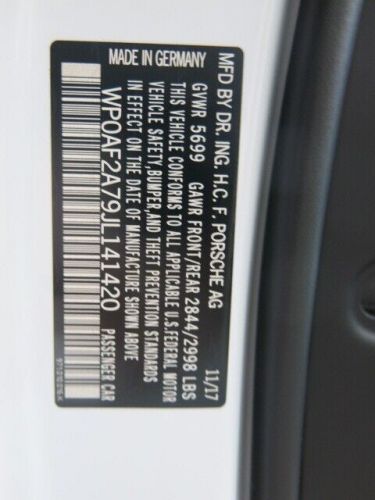 MFD BY DR. ING. H.C. F. PORSCHE AG 11/17
GVWR 5699 GAWR FRONT/REAR 2844/2998 LBS
THIS VEHICLE CONFORMS TO ALL APPLICABLE U.S. FEDERAL MOTOR
VEHICLE SAFETY, BUMPER, AND THEFT PREVENTION STANDARDS
IN EFFECT ON THE DATE OF MANUFACTURE SHOWN ABOVE
MADE IN GERMANY
WP0AF2A79JL141420 PASSENGER CAR